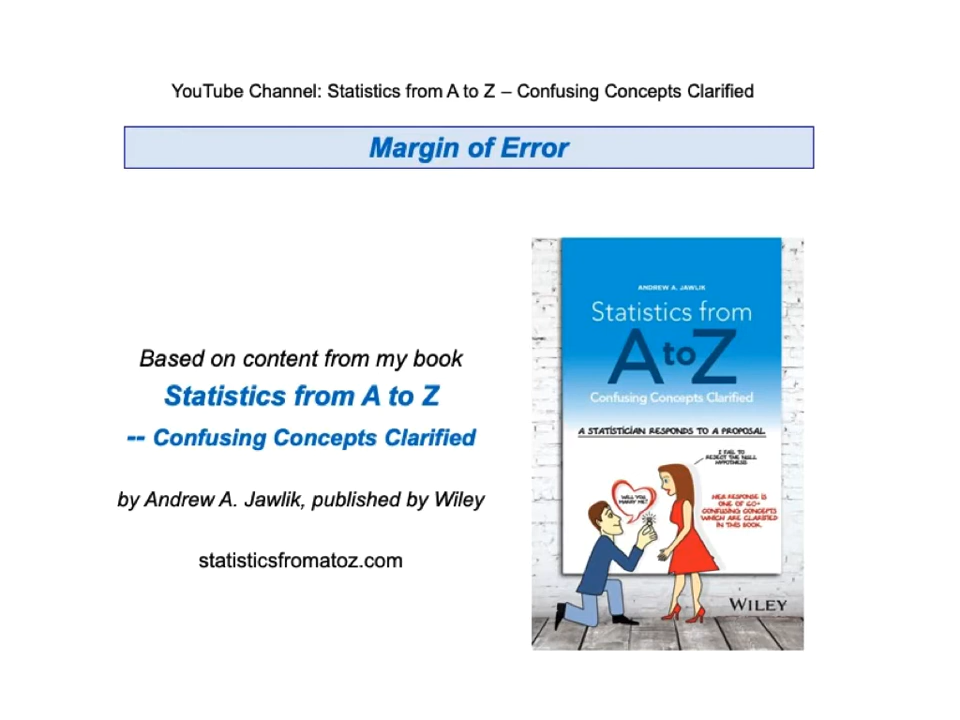 YouTube Channel: Statistics from A to Z – Confusing Concepts Clarified
Margin of Error
Based on content from my book
Statistics from A to Z
-- Confusing Concepts Clarified
by Andrew A. Jawlik, published by Wiley
statisticsfromatoz.com
ANDREW A. JAWLIK
Statistics from
A to Z
Confusing Concepts Clarified
A STATISTICIAN RESPONDS TO A PROPOSAL
I FAIL TO
REJECT THE NULL
HYPOTHESIS.
WILL YOU
MARRY ME?
HER RESPONSE IS
ONE OF 60+
CONFUSING CONCEPTS
WHICH ARE CLARIFIED
IN THIS BOOK.
WILEY